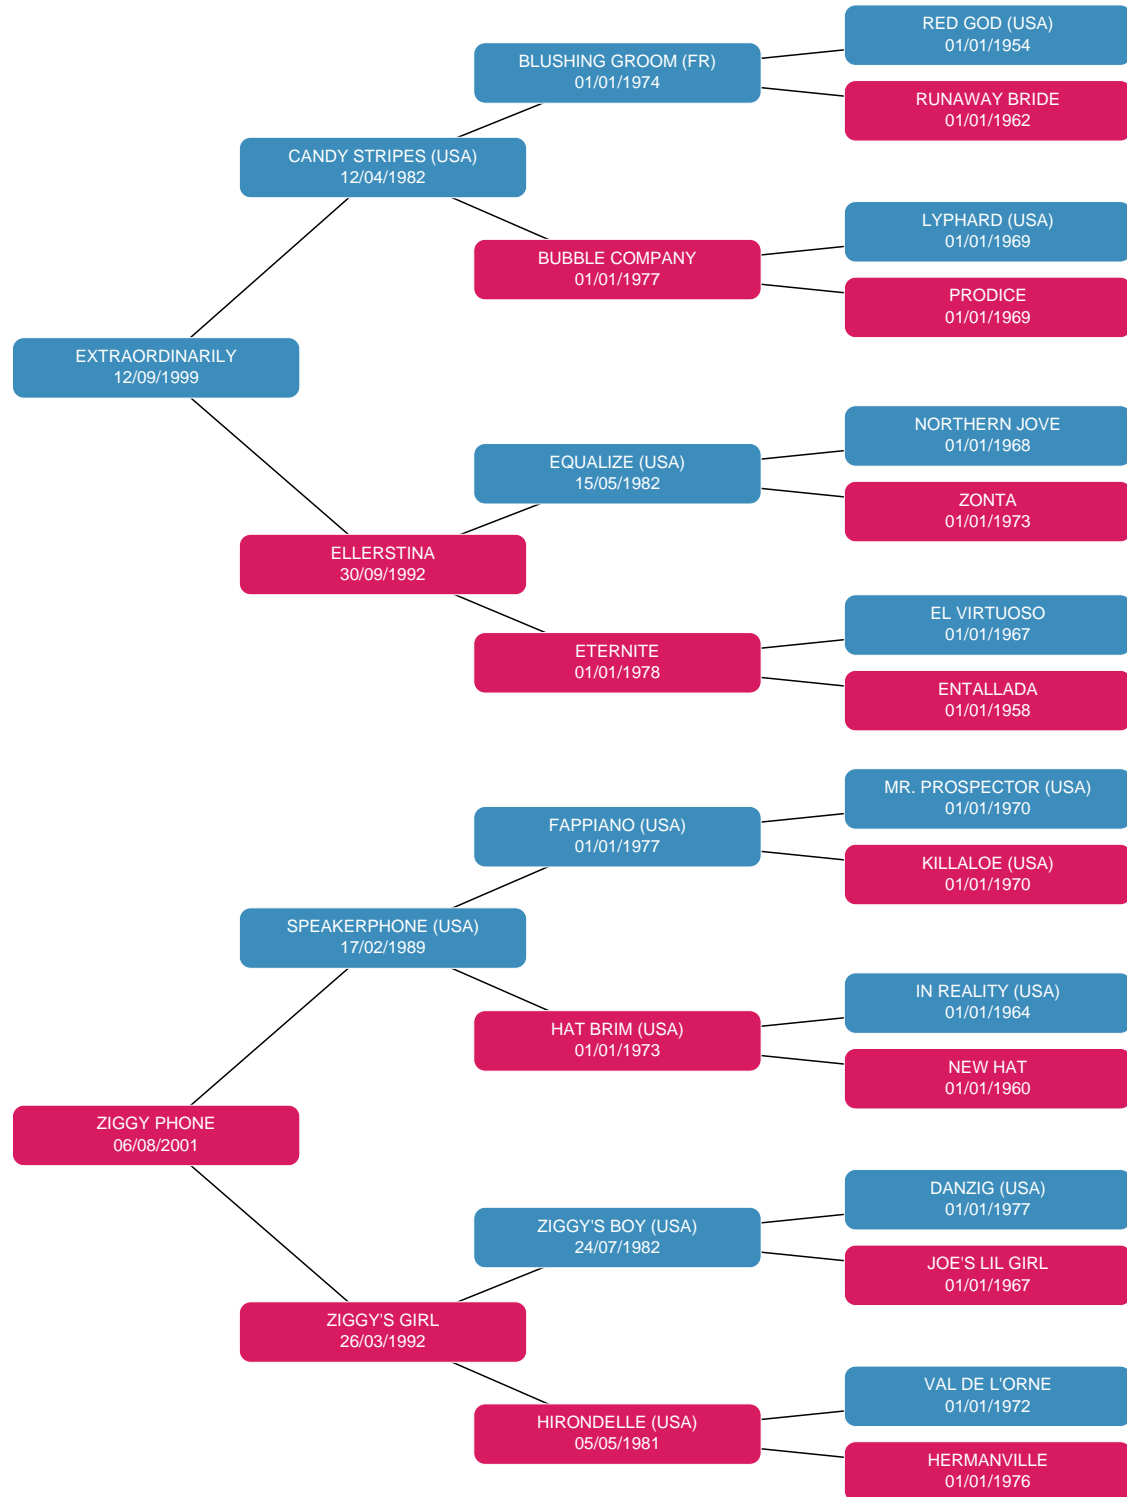 RED GOD (USA)
01/01/1954
BLUSHING GROOM (FR)
01/01/1974
RUNAWAY BRIDE
01/01/1962
CANDY STRIPES (USA)
12/04/1982
LYPHARD (USA)
01/01/1969
BUBBLE COMPANY
01/01/1977
PRODICE
01/01/1969
EXTRAORDINARILY
12/09/1999
NORTHERN JOVE
01/01/1968
EQUALIZE (USA)
15/05/1982
ZONTA
01/01/1973
ELLERSTINA
30/09/1992
EL VIRTUOSO
01/01/1967
ETERNITE
01/01/1978
ENTALLADA
01/01/1958
MR. PROSPECTOR (USA)
01/01/1970
FAPPIANO (USA)
01/01/1977
KILLALOE (USA)
01/01/1970
SPEAKERPHONE (USA)
17/02/1989
IN REALITY (USA)
01/01/1964
HAT BRIM (USA)
01/01/1973
NEW HAT
01/01/1960
ZIGGY PHONE
06/08/2001
DANZIG (USA)
01/01/1977
ZIGGY'S BOY (USA)
24/07/1982
JOE'S LIL GIRL
01/01/1967
ZIGGY'S GIRL
26/03/1992
VAL DE L'ORNE
01/01/1972
HIRONDELLE (USA)
05/05/1981
HERMANVILLE
01/01/1976